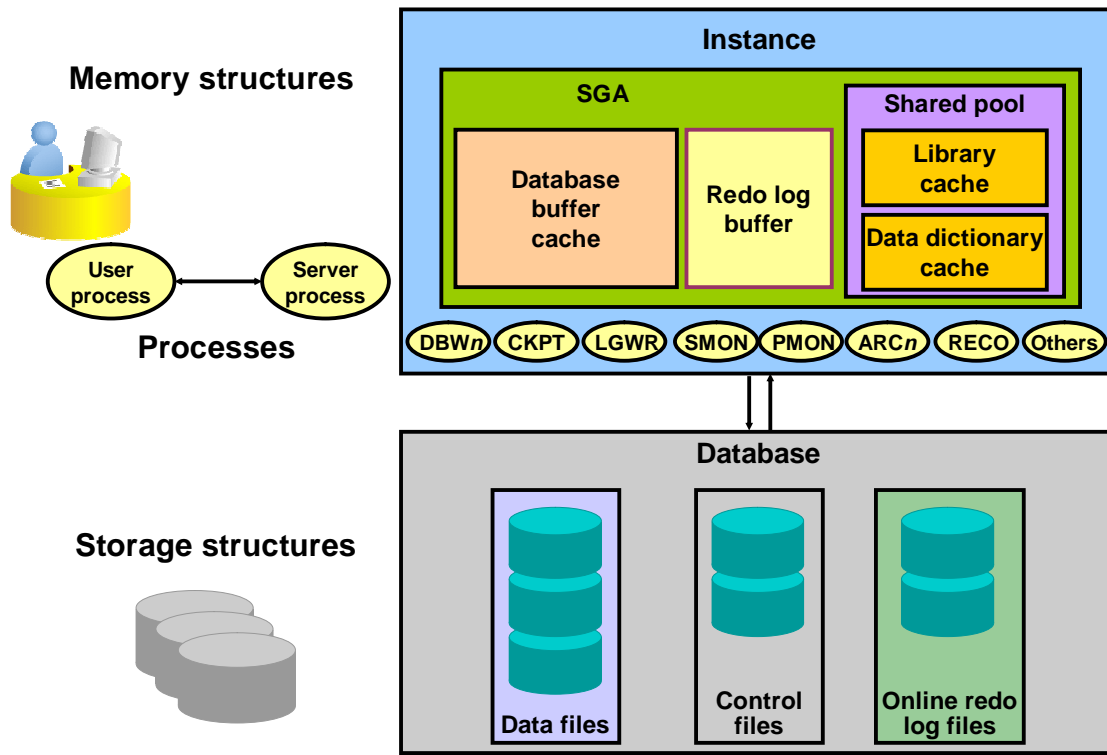 Memory structures
User
process
Server
process
Processes
Storage structures
Instance
SGA
Database
buffer
cache
Redo log
buffer
Shared pool
Library
cache
Data dictionary
cache
DBWn
CKPT
LGWR
SMON
PMON
ARCn
RECO
Others
Database
Data files
Control
files
Online redo
log files